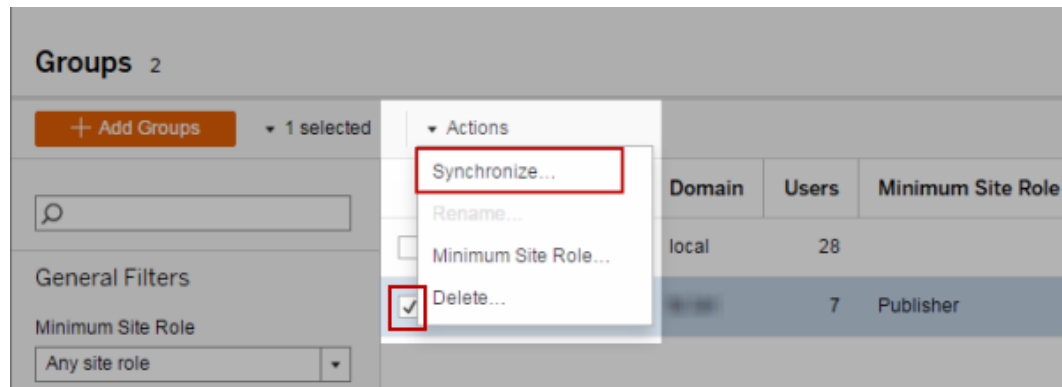 Groups 2
+ Add Groups
1 selected
Actions
Synchronize...
Rename...
Minimum Site Role...
Delete...
Domain Users Minimum Site Role
local 28
7 Publisher
General Filters
Minimum Site Role
Any site role